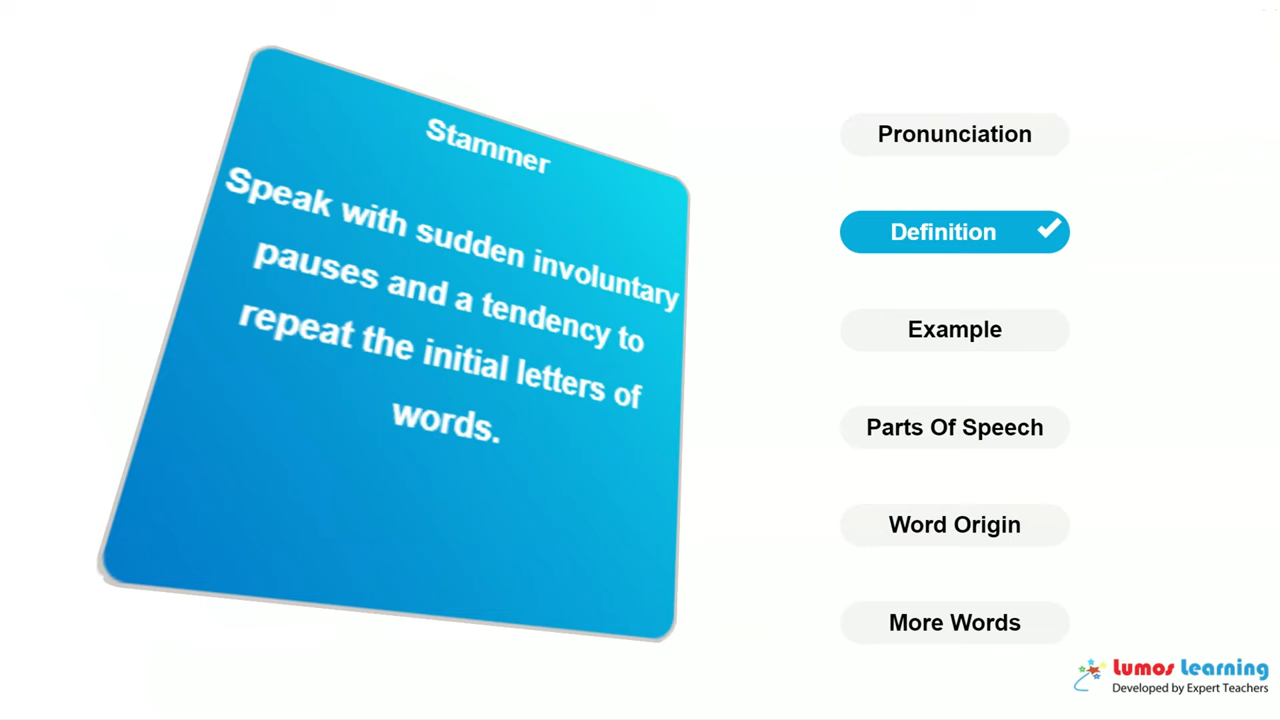 Stammer
Speak with sudden involuntary
pauses and a tendency to
repeat the initial letters of
words.
Pronunciation
Definition
Example
Parts Of Speech
Word Origin
More Words
Lumos Learning
Developed by Expert Teachers